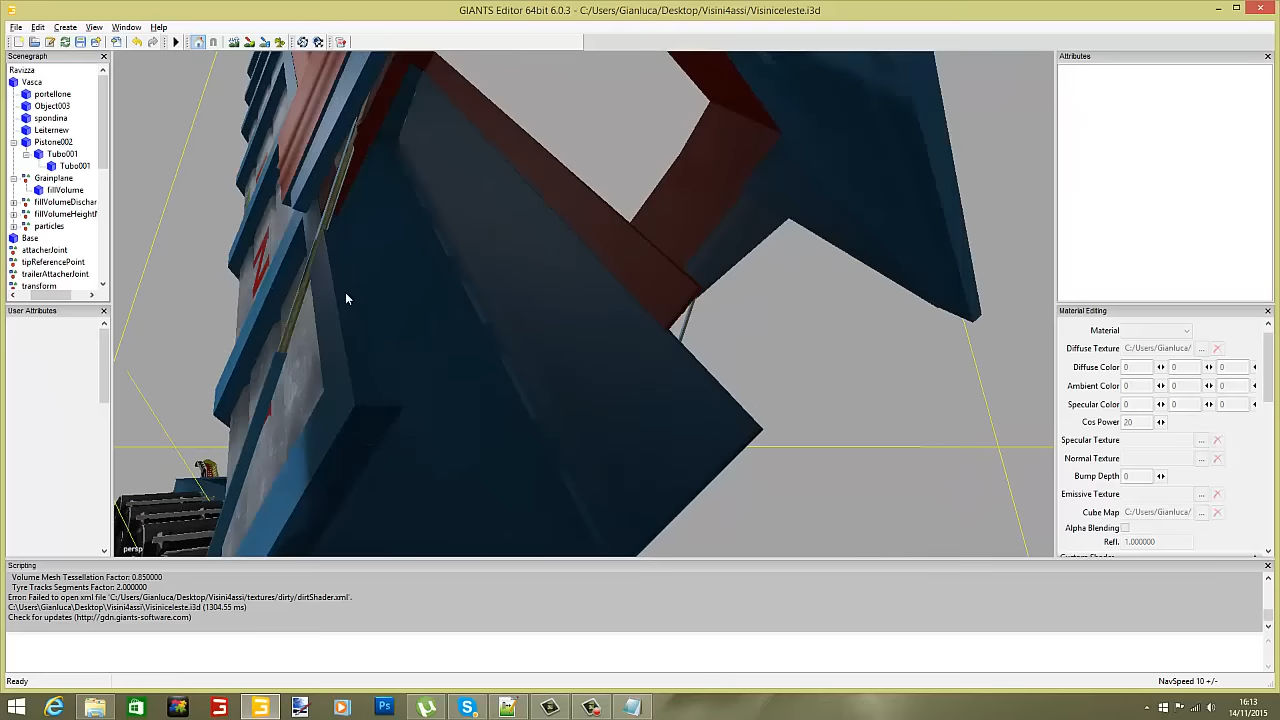 GIANTS Editor 64bit 6.0.3 - C:/Users/Gianluca/Desktop/Visini4assi/Visiniceleste.i3d
File Edit Create View Window Help
Scenegraph
Attributes
Ravizza
Vasca
portellone
Object003
spondina
Leiternew
Pistone002
Tubo001
Tubo001
Grainplane
fillVolume
fillVolumeDischar
fillVolumeHeightf
particles
Base
attacherJoint
tipReferencePoint
trailerAttacherJoint
transform
User Attributes
persp
Material Editing
Material
Diffuse Texture C:/Users/Gianluca/ ...
Diffuse Color 0 0 0
Ambient Color 0 0 0
Specular Color 0 0 0
Cos Power 20
Specular Texture ...
Normal Texture ...
Bump Depth 0
Emissive Texture ...
Cube Map C:/Users/Gianluca/ ...
Alpha Blending
Refl. 1.000000
Scripting
Volume Mesh Tessellation Factor: 0.850000
Tyre Tracks Segments Factor: 2.000000
Error: Failed to open xml file 'C:/Users/Gianluca/Desktop/Visini4assi/textures/dirty/dirtShader.xml'.
C:\Users\Gianluca\Desktop\Visini4assi\Visiniceleste.i3d (1304.55 ms)
Check for updates (http://gdn.giants-software.com)
Ready
NavSpeed 10 +/-
16:13
14/11/2015